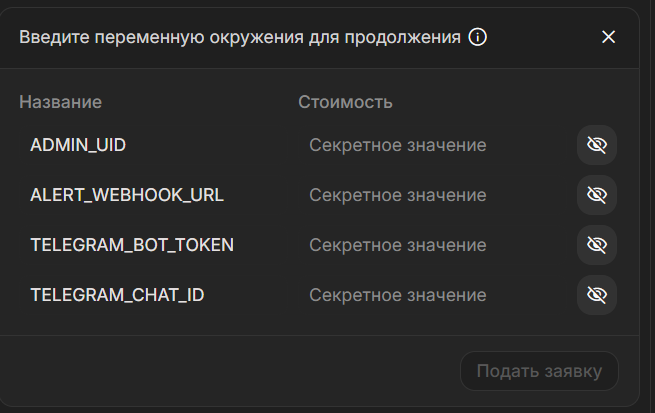 Введите переменную окружения для продолжения
Название Стоимость
ADMIN_UID Секретное значение
ALERT_WEBHOOK_URL Секретное значение
TELEGRAM_BOT_TOKEN Секретное значение
TELEGRAM_CHAT_ID Секретное значение
Подать заявку